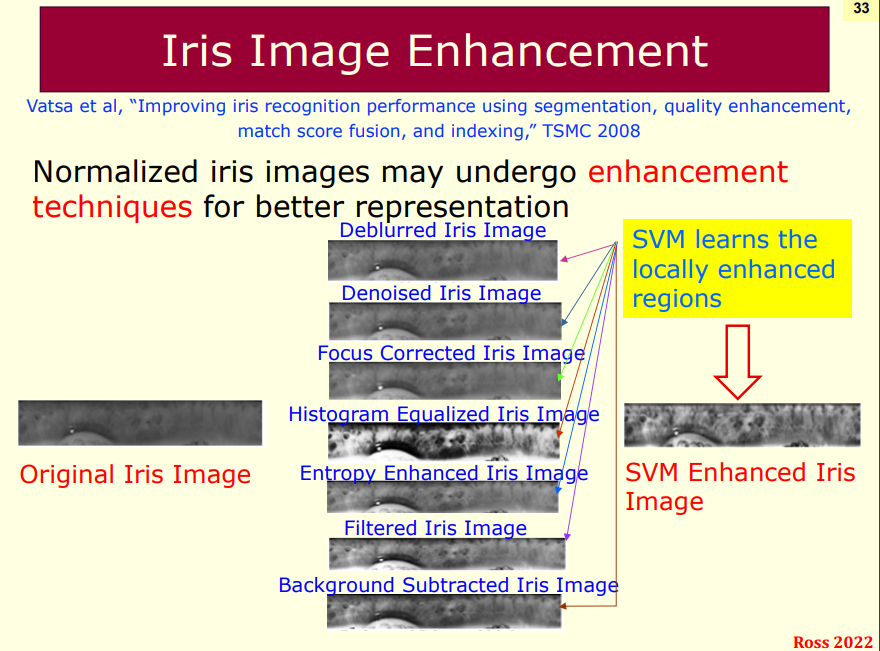 33
Iris Image Enhancement
Vatsa et al, “Improving iris recognition performance using segmentation, quality enhancement,
match score fusion, and indexing,” TSMC 2008
Normalized iris images may undergo enhancement
techniques for better representation
Deblurred Iris Image
Denoised Iris Image
Focus Corrected Iris Image
Histogram Equalized Iris Image
Entropy Enhanced Iris Image
Filtered Iris Image
Background Subtracted Iris Image
Original Iris Image
SVM learns the
locally enhanced
regions
SVM Enhanced Iris
Image
Ross 2022